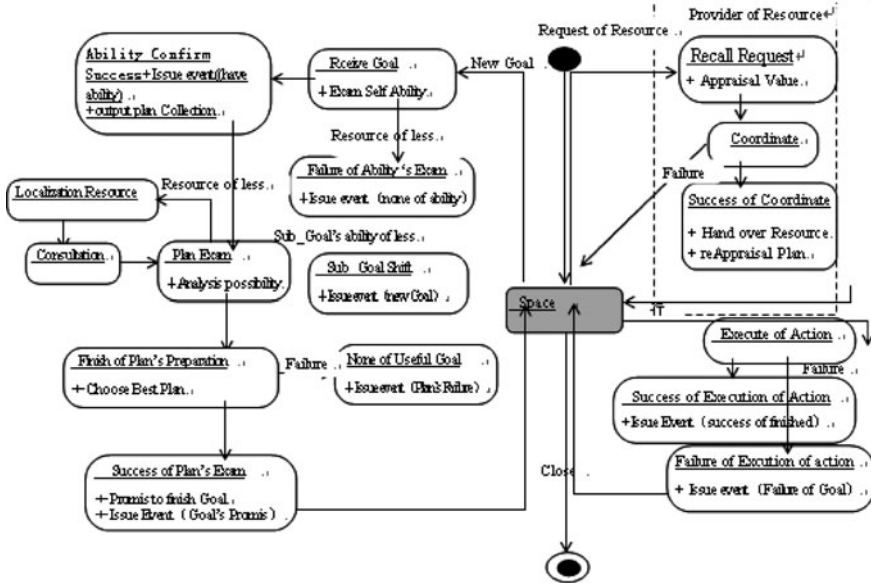 Provider of Resource↵
Request of Resource
Ability Confirm
Success+Issue event((have
ability)
+output plan Collection
Rceive Goal
+ Exam Self Ability
New Goal
Recall Request↵
+ Appraisal Value
Resource of less
Coordinate
Failure of Ability‘s Exam
+Issue event (none of ability)
Failure
Localization Resource
Resource of less
Success of Coordinate
+ Hand over Resource
+ reAppraisal Plan
Sub_Goal's ability of less
Consultation
Plan Exam
+Analysis possibility
Sub_Goal Shift
+Issue event (new Goal)
Space
Execute of Action
Finish of Plan's Preparation
+ Choose Best Plan
Failure
None of Useful Goal
+Issue event (Plan's Failure)
Failure
Success of Execution of Action
+Issue Event (success of finished)
Success of Plan's Exam
+Promis to finish Goal
+Issue Event (Goal's Promis)
Close
Failure of Excution of action
+ Issue event (Failure of Goal)